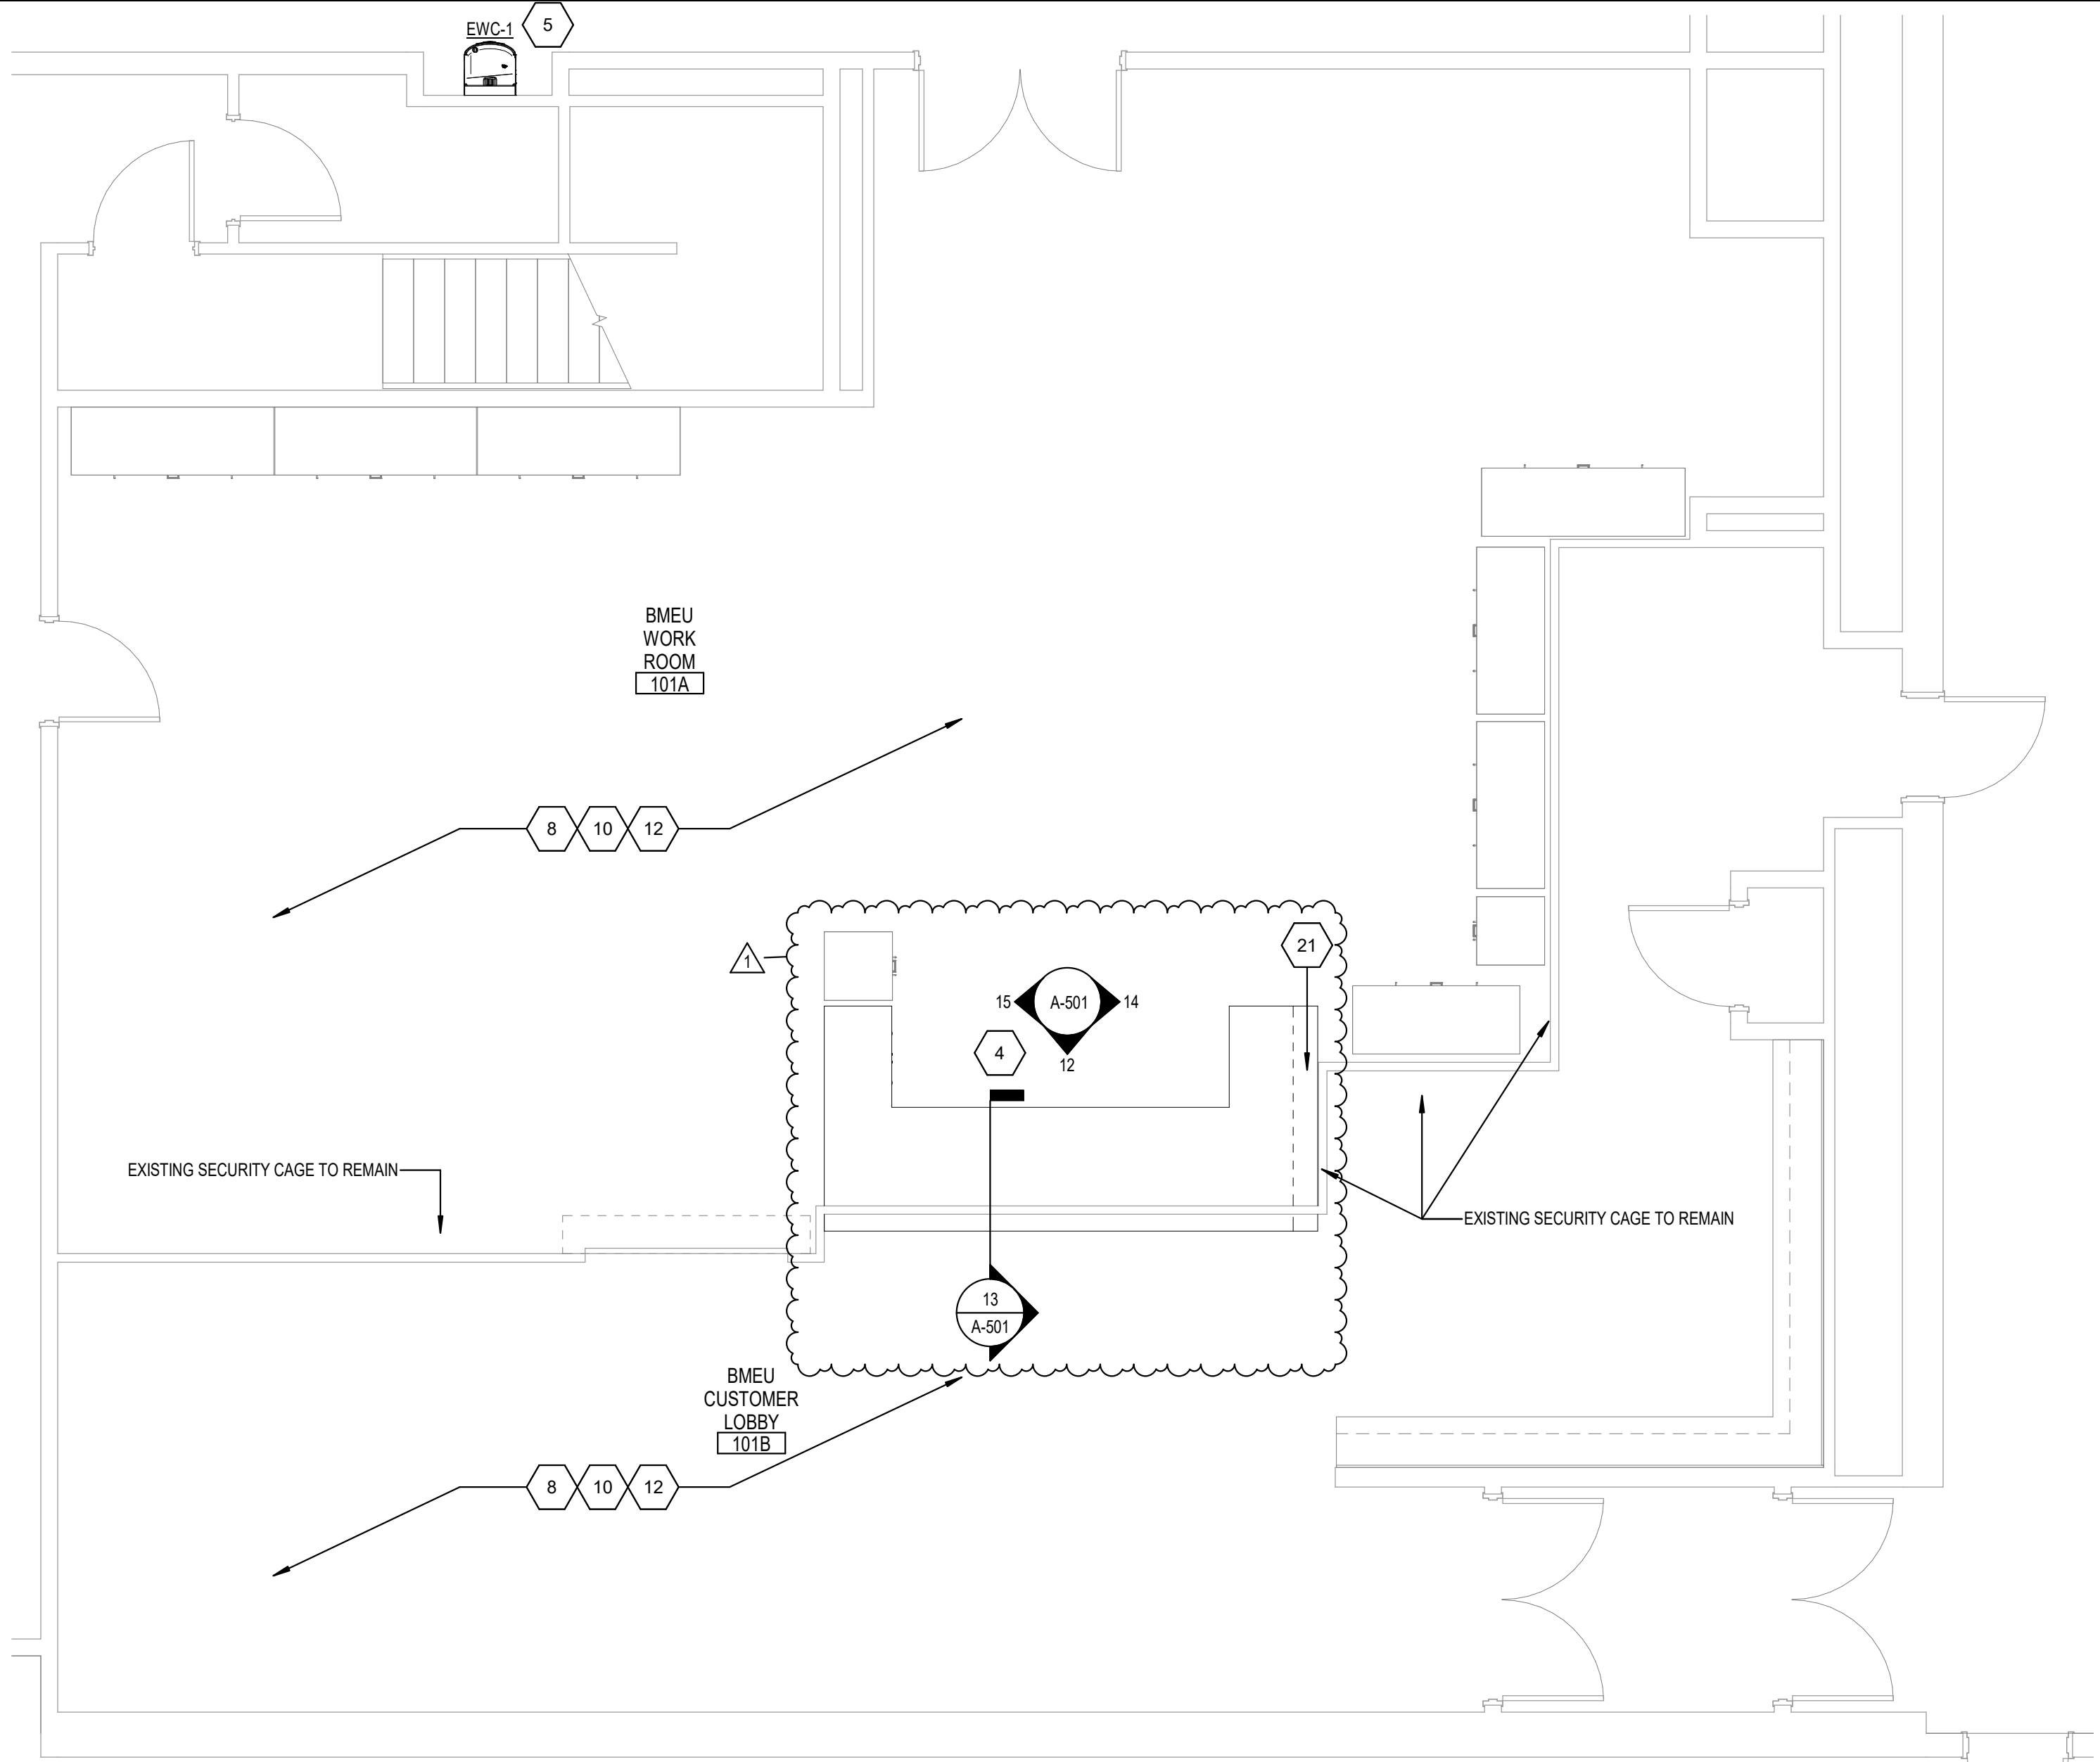 EWC-1
5
BMEU
WORK
ROOM
101A
8 10 12
1
21
15 A-501 14
4
12
EXISTING SECURITY CAGE TO REMAIN
EXISTING SECURITY CAGE TO REMAIN
13
A-501
BMEU
CUSTOMER
LOBBY
101B
8 10 12